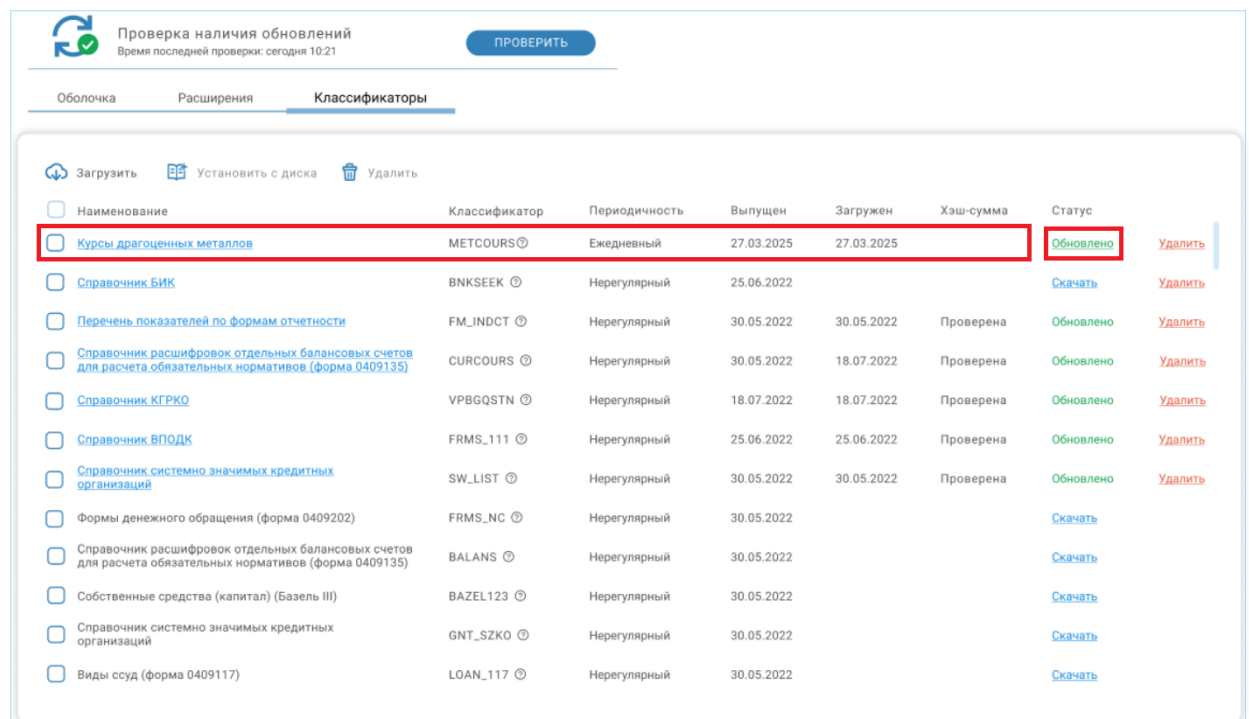 Проверка наличия обновлений
Время последней проверки: сегодня 10:21
ПРОВЕРИТЬ
Оболочка Расширения Классификаторы
Загрузить Установить с диска Удалить
Наименование Классификатор Периодичность Выпущен Загружен Хэш-сумма Статус
Курсы драгоценных металлов METCOURS Ежедневный 27.03.2025 27.03.2025 Обновлено Удалить
Справочник БИК BNKSEEK Нерегулярный 25.06.2022 Скачать Удалить
Перечень показателей по формам отчетности FM_INDCT Нерегулярный 30.05.2022 30.05.2022 Проверена Обновлено Удалить
Справочник расшифровок отдельных балансовых счетов
для расчета обязательных нормативов (форма 0409135) CURCOURS Нерегулярный 30.05.2022 18.07.2022 Проверена Обновлено Удалить
Справочник КГРКО VPBGQSTN Нерегулярный 18.07.2022 18.07.2022 Проверена Обновлено Удалить
Справочник ВПОДК FRMS_111 Нерегулярный 25.06.2022 25.06.2022 Проверена Обновлено Удалить
Справочник системно значимых кредитных
организаций SW_LIST Нерегулярный 30.05.2022 30.05.2022 Проверена Обновлено Удалить
Формы денежного обращения (форма 0409202) FRMS_NC Нерегулярный 30.05.2022 Скачать
Справочник расшифровок отдельных балансовых счетов
для расчета обязательных нормативов (форма 0409135) BALANS Нерегулярный 30.05.2022 Скачать
Собственные средства (капитал) (Базель III) BAZEL123 Нерегулярный 30.05.2022 Скачать
Справочник системно значимых кредитных
организаций GNT_SZKO Нерегулярный 30.05.2022 Скачать
Виды ссуд (форма 0409117) LOAN_117 Нерегулярный 30.05.2022 Скачать